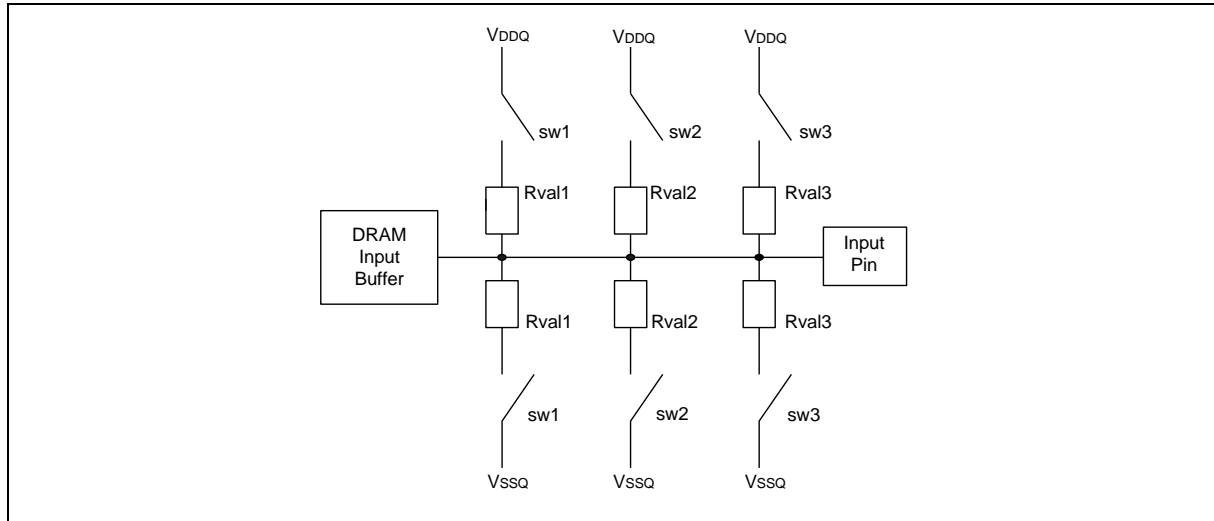 VDDQ VDDQ VDDQ
sw1 sw2 sw3
Rval1 Rval2 Rval3
DRAM
Input
Buffer
Input
Pin
Rval1 Rval2 Rval3
sw1 sw2 sw3
VSSQ VSSQ VSSQ